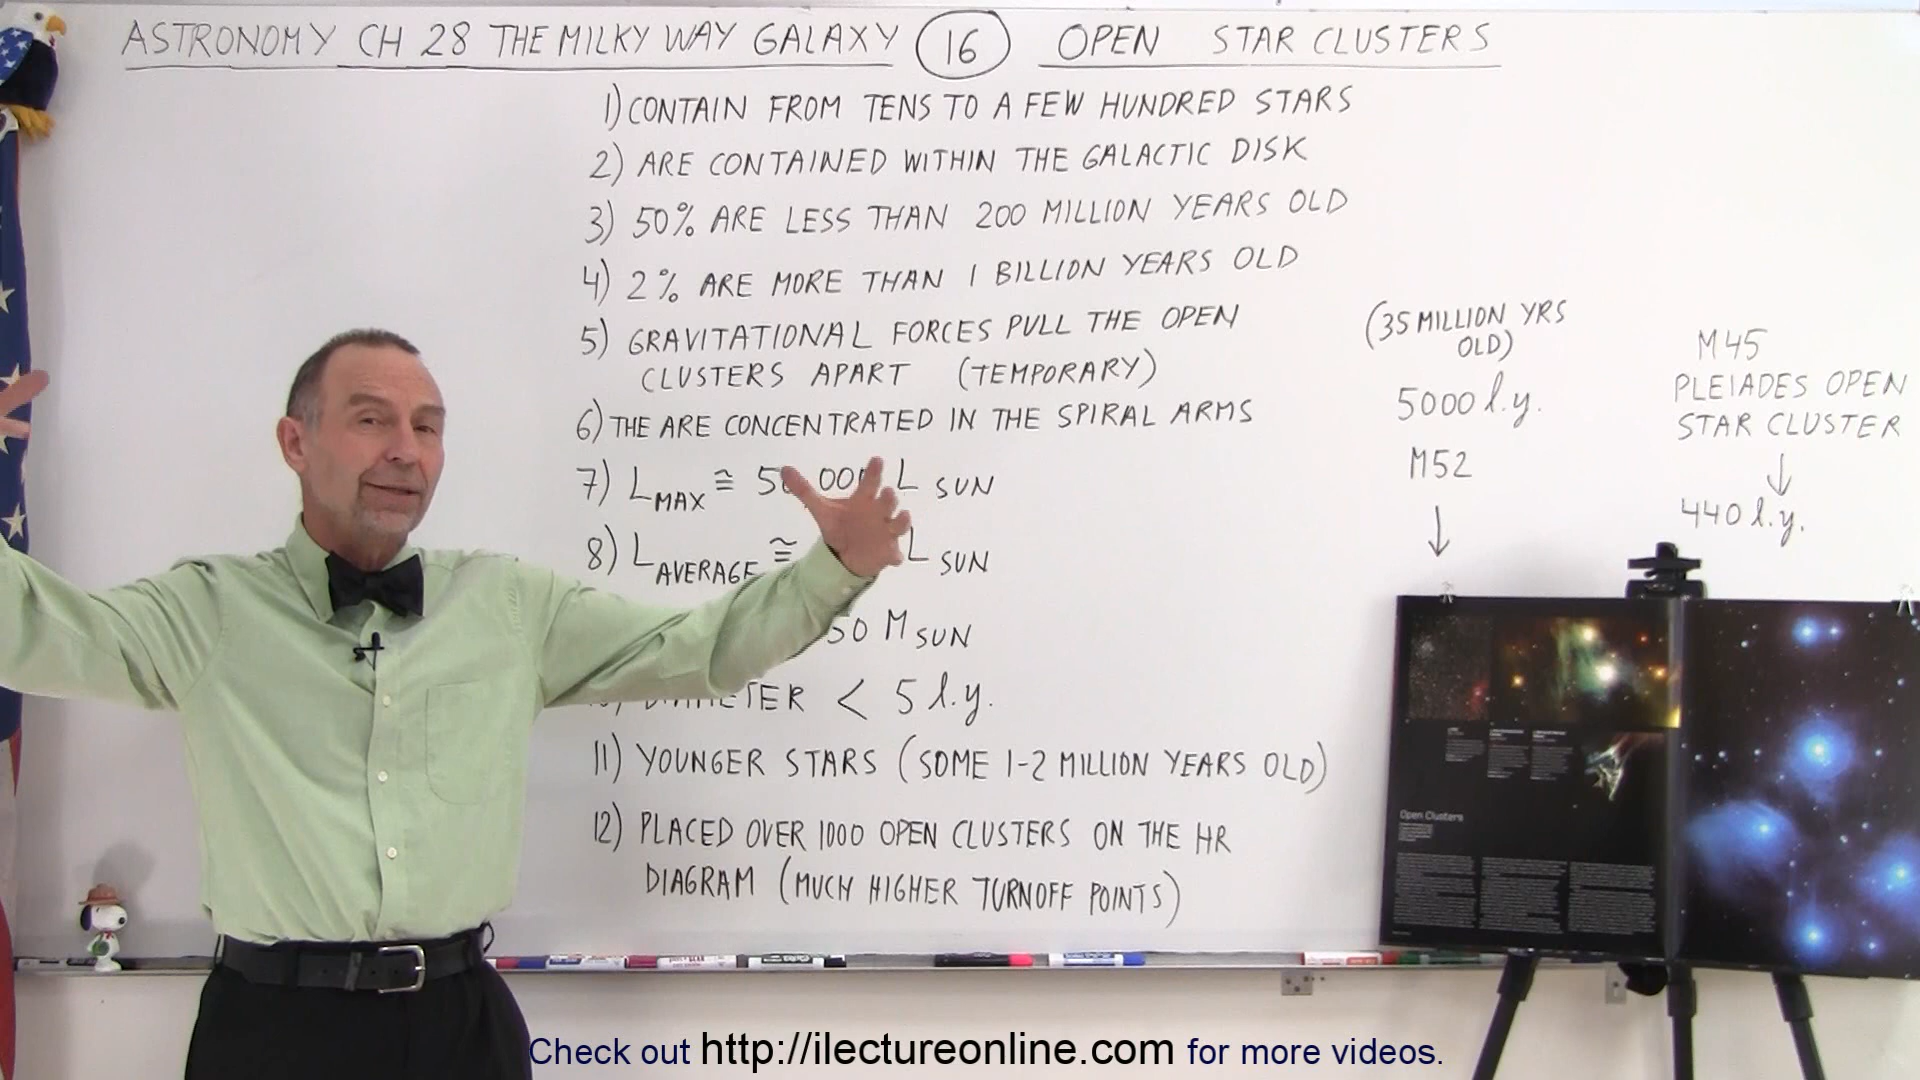 ASTRONOMY CH 28 THE MILKY WAY GALAXY 16 OPEN STAR CLUSTERS
1) CONTAIN FROM TENS TO A FEW HUNDRED STARS
2) ARE CONTAINED WITHIN THE GALACTIC DISK
3) 50% ARE LESS THAN 200 MILLION YEARS OLD
4) 2% ARE MORE THAN 1 BILLION YEARS OLD
5) GRAVITATIONAL FORCES PULL THE OPEN
CLUSTERS APART (TEMPORARY)
6) THE ARE CONCENTRATED IN THE SPIRAL ARMS
7) L MAX ≅ L SUN
8) L AVERAGE ≅ L SUN
50 M SUN
DIAMETER < 5 l.y.
11) YOUNGER STARS (SOME 1-2 MILLION YEARS OLD)
12) PLACED OVER 1000 OPEN CLUSTERS ON THE HR
DIAGRAM (MUCH HIGHER TURNOFF POINTS)
(35 MILLION YRS
OLD)
5000 l.y.
M52
↓
M45
PLEIADES OPEN
STAR CLUSTER
↓
440 l.y.
Open Clusters
Check out http://ilectureonline.com for more videos.